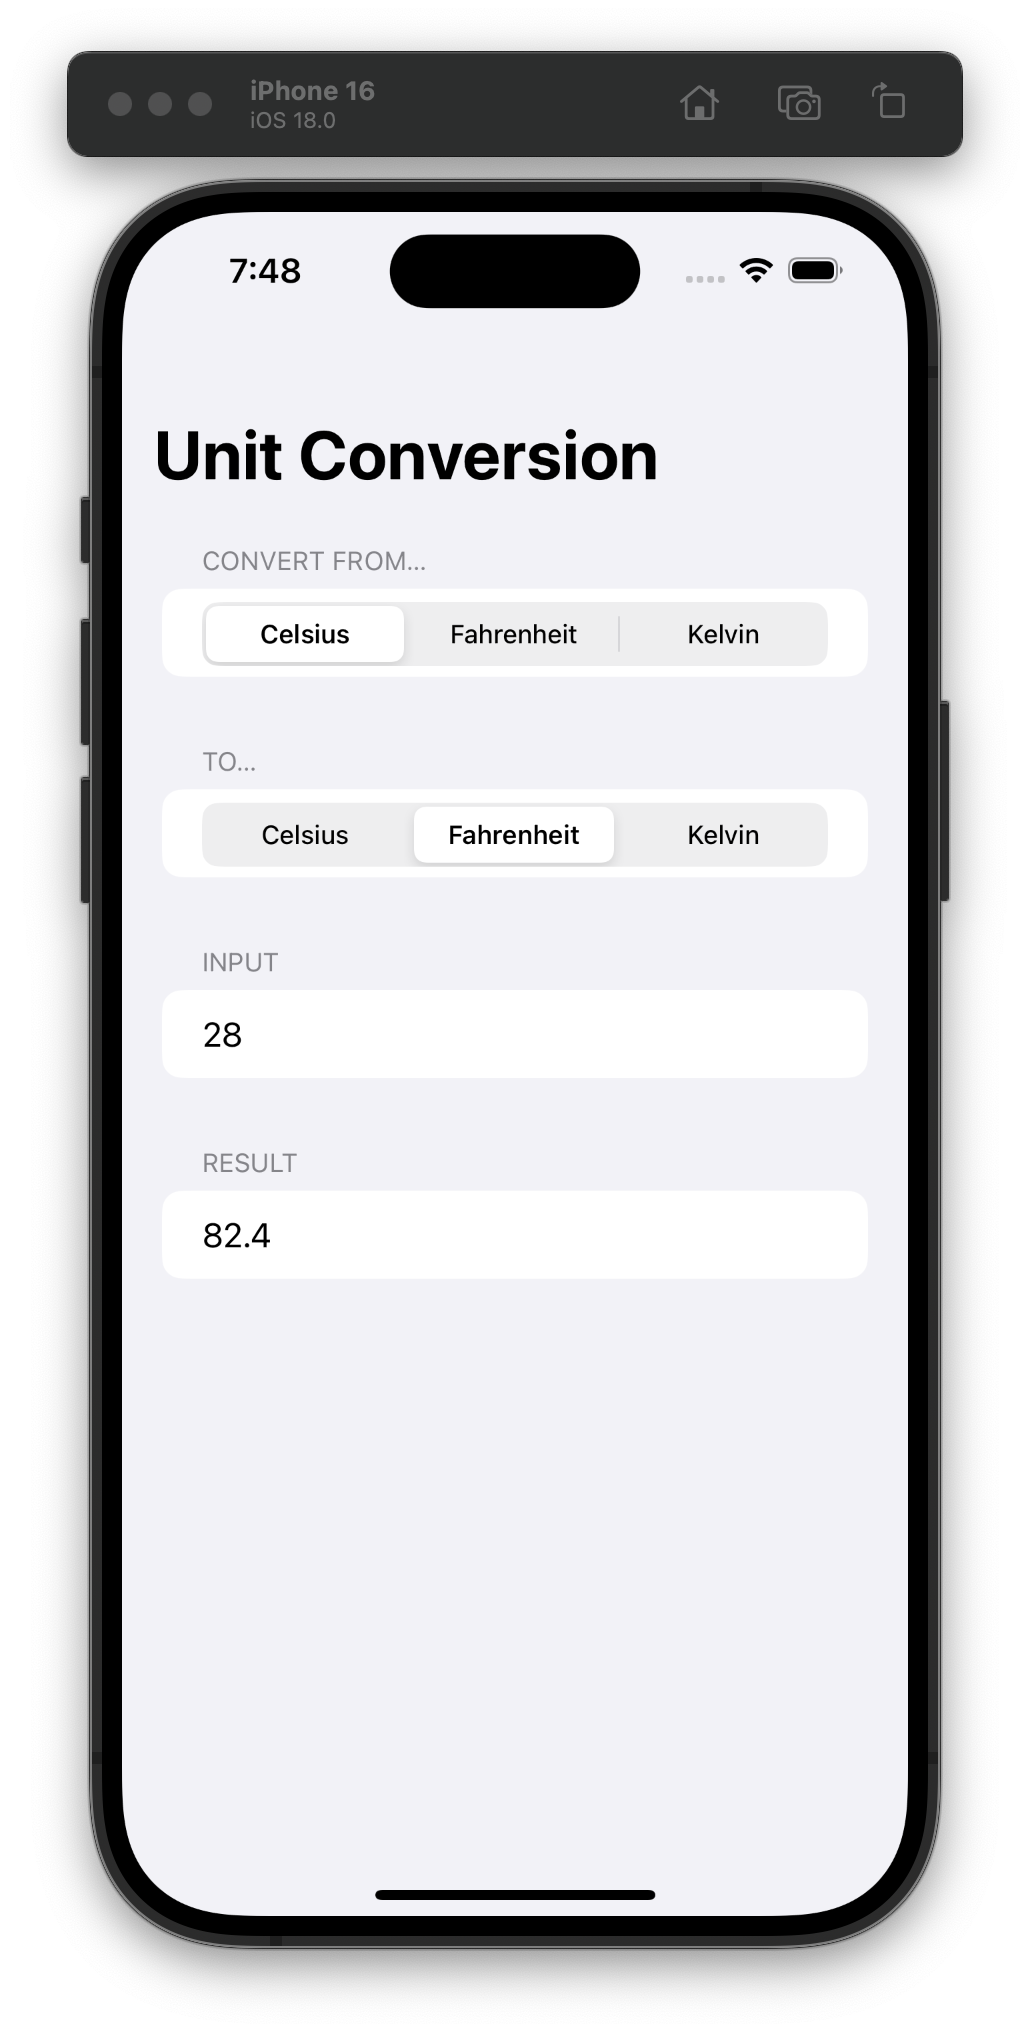 iPhone 16
iOS 18.0
7:48
Unit Conversion
CONVERT FROM...
Celsius Fahrenheit Kelvin
TO...
Celsius Fahrenheit Kelvin
INPUT
28
RESULT
82.4